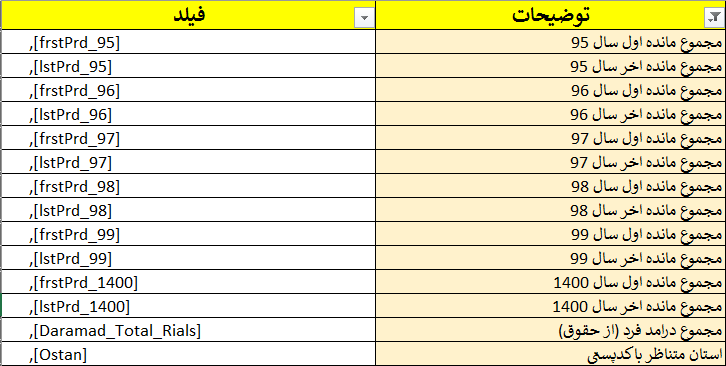 توضیحات فیلد
مجموع مانده اول سال 95 ,[frstPrd_95]
مجموع مانده اخر سال 95 ,[lstPrd_95]
مجموع مانده اول سال 96 ,[frstPrd_96]
مجموع مانده اخر سال 96 ,[lstPrd_96]
مجموع مانده اول سال 97 ,[frstPrd_97]
مجموع مانده اخر سال 97 ,[lstPrd_97]
مجموع مانده اول سال 98 ,[frstPrd_98]
مجموع مانده اخر سال 98 ,[lstPrd_98]
مجموع مانده اول سال 99 ,[frstPrd_99]
مجموع مانده اخر سال 99 ,[lstPrd_99]
مجموع مانده اول سال 1400 ,[frstPrd_1400]
مجموع مانده اخر سال 1400 ,[lstPrd_1400]
مجموع درامد فرد (از حقوق) ,[Daramad_Total_Rials]
استان متناظر باکدپستی ,[Ostan]